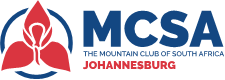 MCSA
THE MOUNTAIN CLUB OF SOUTH AFRICA
JOHANNESBURG